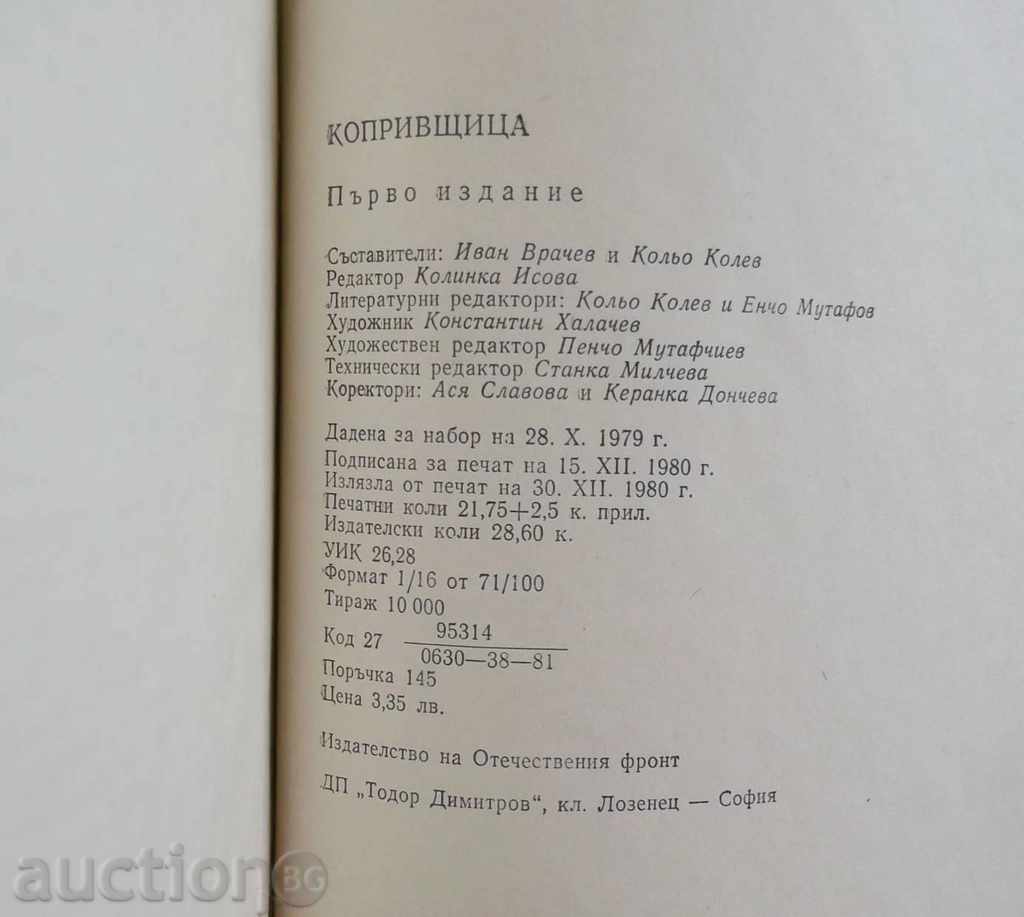 КОПРИВЩИЦА
Първо издание
Съставители: Иван Врачев и Кольо Колев
Редактор Колинка Исова
Литературни редактори: Кольо Колев и Енчо Мутафов
Художник Константин Халачев
Художествен редактор Пенчо Мутафчиев
Технически редактор Станка Милчева
Коректори: Ася Славова и Керанка Дончева
Дадена за набор на 28. X. 1979 г.
Подписана за печат на 15. XII. 1980 г.
Излязла от печат на 30. XII. 1980 г.
Печатни коли 21,75+2,5 к. прил.
Издателски коли 28,60 к.
УИК 26,28
Формат 1/16 от 71/100
Тираж 10 000
Код 27 95314
0630—38—81
Поръчка 145
Цена 3,35 лв.
Издателство на Отечествения фронт
ДП „Тодор Димитров“, кл. Лозенец — София
auction BG